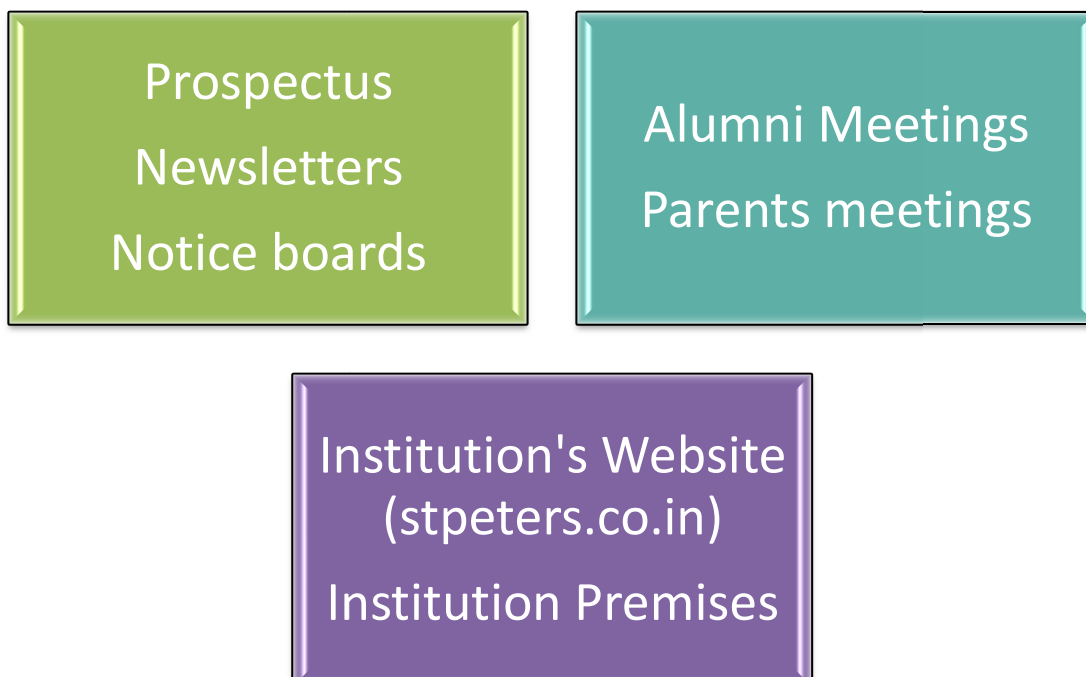 Prospectus
Newsletters
Notice boards
Alumni Meetings
Parents meetings
Institution's Website
(stpeters.co.in)
Institution Premises